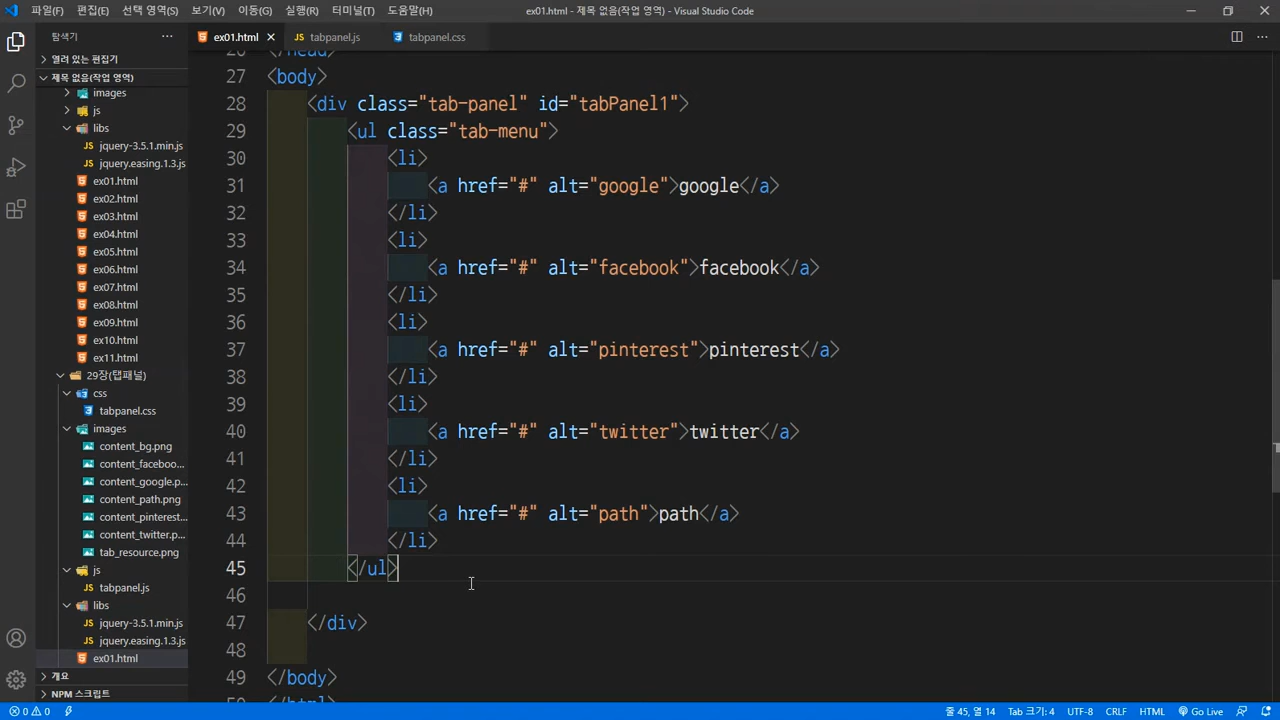 파일(F) 편집(E) 선택 영역(S) 보기(V) 이동(G) 실행(R) 터미널(T) 도움말(H) ex01.html - 제목 없음(작업 영역) - Visual Studio Code
탐색기 ···
열려 있는 편집기
제목 없음(작업 영역)
images
js
libs
jquery-3.5.1.min.js
jquery.easing.1.3.js
ex01.html
ex02.html
ex03.html
ex04.html
ex05.html
ex06.html
ex07.html
ex08.html
ex09.html
ex10.html
ex11.html
29장(탭패널)
css
tabpanel.css
images
content_bg.png
content_faceboo...
content_google.p...
content_path.png
content_pinterest...
content_twitter.p...
tab_resource.png
js
tabpanel.js
libs
jquery-3.5.1.min.js
jquery.easing.1.3.js
ex01.html
개요
NPM 스크립트
ex01.html tabpanel.js tabpanel.css
26 </head>
27 <body>
28 <div class="tab-panel" id="tabPanel1">
29 <ul class="tab-menu">
30 <li>
31 <a href="#" alt="google">google</a>
32 </li>
33 <li>
34 <a href="#" alt="facebook">facebook</a>
35 </li>
36 <li>
37 <a href="#" alt="pinterest">pinterest</a>
38 </li>
39 <li>
40 <a href="#" alt="twitter">twitter</a>
41 </li>
42 <li>
43 <a href="#" alt="path">path</a>
44 </li>
45 </ul>
46
47 </div>
48
49 </body>
50 </html>
0 0 줄 45, 열 14 Tab 크기: 4 UTF-8 CRLF HTML Go Live